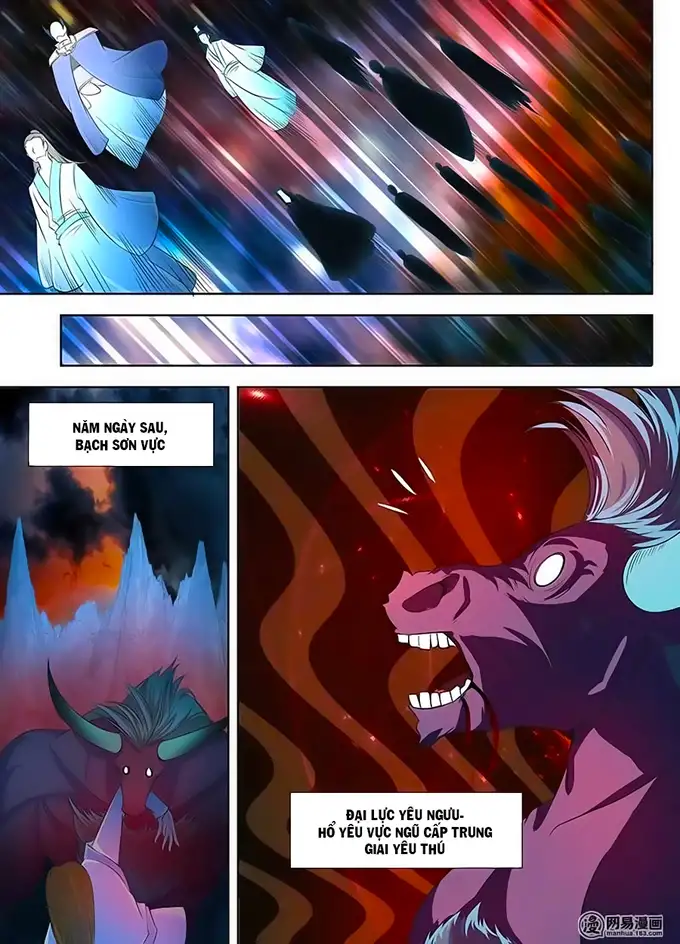 NĂM NGÀY SAU,
BẠCH SƠN VỰC
ĐẠI LỰC YÊU NGƯU-
HỔ YÊU VỰC NGŨ CẤP TRUNG
GIAI YÊU THÚ
网易漫画
manhua.163.com